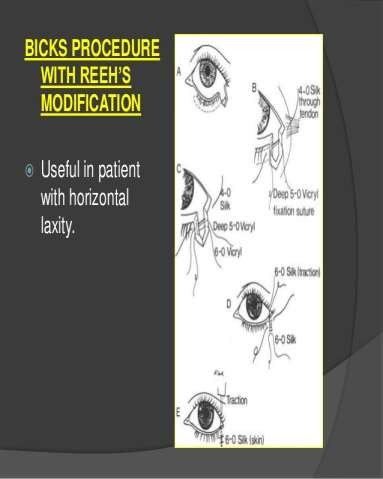 BICKS PROCEDURE
WITH REEH'S
MODIFICATION
Useful in patient
with horizontal
laxity.
A
B
4-0 Silk
through
tendon
Deep 5-0 Vicryl
fixation suture
C
4-0
Silk
Deep 5-0 Vicryl
6-0 Vicryl
6-0 Silk (traction)
D
6-0 Silk
Traction
E
6-0 Silk (skin)